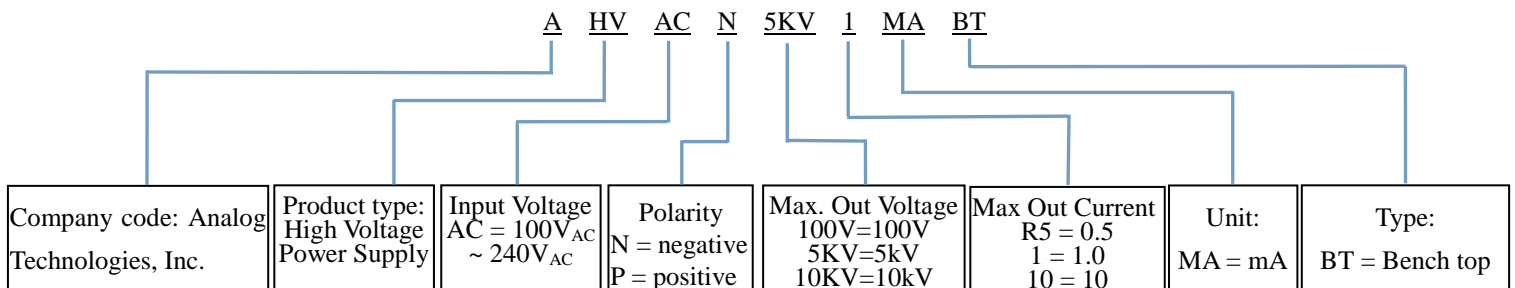 A HV AC N 5KV 1 MA BT
Company code: Analog
Technologies, Inc.
Product type:
High Voltage
Power Supply
Input Voltage
AC = 100VAC
~ 240VAC
Polarity
N = negative
P = positive
Max. Out Voltage
100V=100V
5KV=5kV
10KV=10kV
Max Out Current
R5 = 0.5
1 = 1.0
10 = 10
Unit:
MA = mA
Type:
BT = Bench top